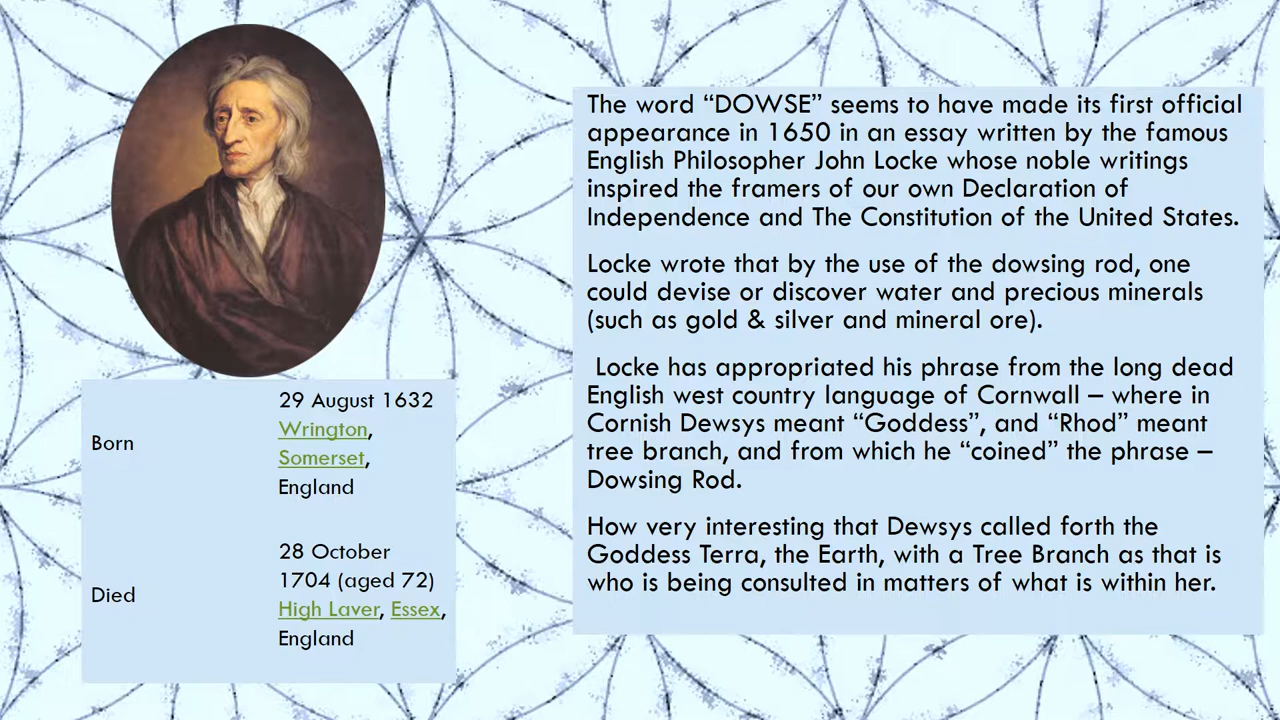 29 August 1632
Wrington,
Born
Somerset,
England
28 October
1704 (aged 72)
Died
High Laver, Essex,
England
The word “DOWSE” seems to have made its first official
appearance in 1650 in an essay written by the famous
English Philosopher John Locke whose noble writings
inspired the framers of our own Declaration of
Independence and The Constitution of the United States.
Locke wrote that by the use of the dowsing rod, one
could devise or discover water and precious minerals
(such as gold & silver and mineral ore).
Locke has appropriated his phrase from the long dead
English west country language of Cornwall – where in
Cornish Dewsys meant “Goddess”, and “Rhod” meant
tree branch, and from which he “coined” the phrase –
Dowsing Rod.
How very interesting that Dewsys called forth the
Goddess Terra, the Earth, with a Tree Branch as that is
who is being consulted in matters of what is within her.